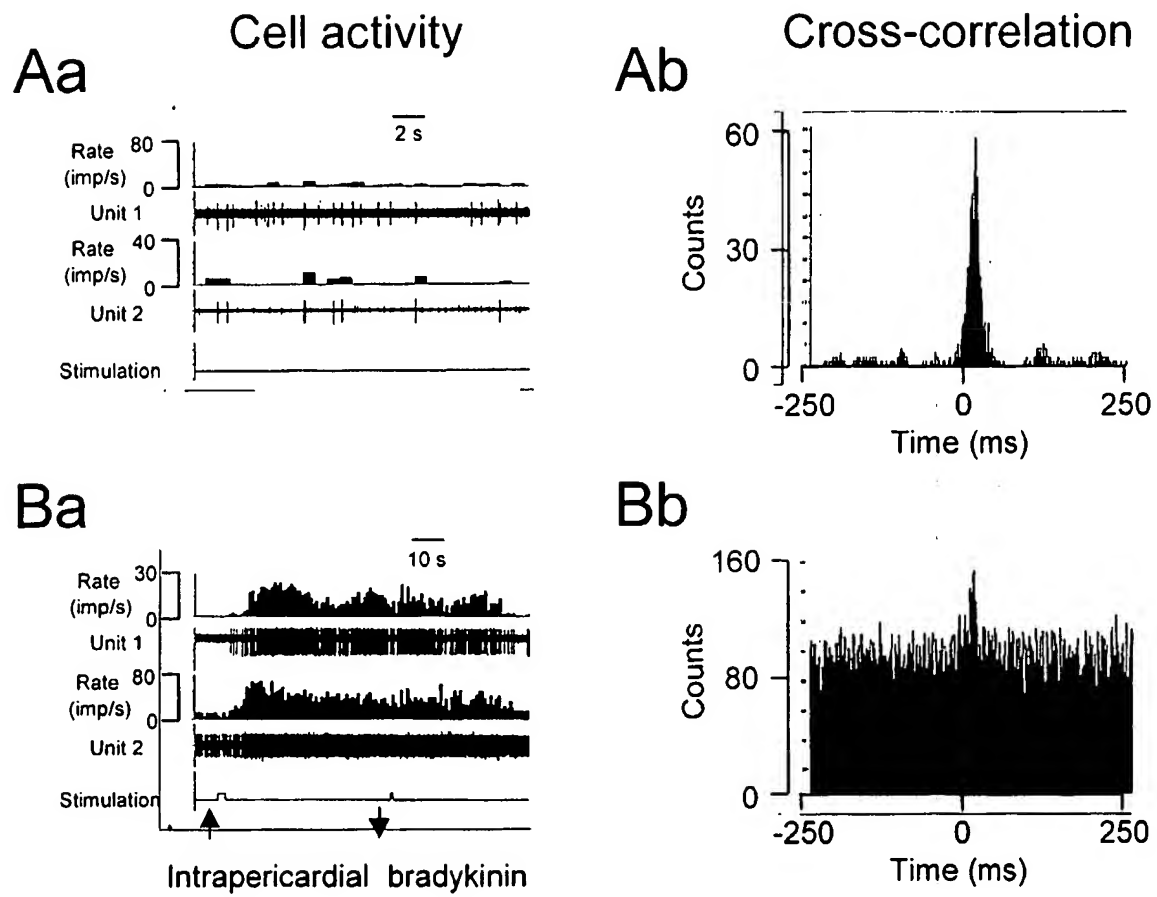 Cell activity
Cross-correlation
Aa
2 s
Rate 80
(imp/s)
0
Unit 1
Rate 40
(imp/s)
0
Unit 2
Stimulation
Ab
60
30
0
Counts
-250 0 250
Time (ms)
Ba
10 s
Rate 30
(imp/s)
0
Unit 1
Rate 80
(imp/s)
0
Unit 2
Stimulation
Intrapericardial bradykinin
Bb
160
80
0
Counts
-250 0 250
Time (ms)